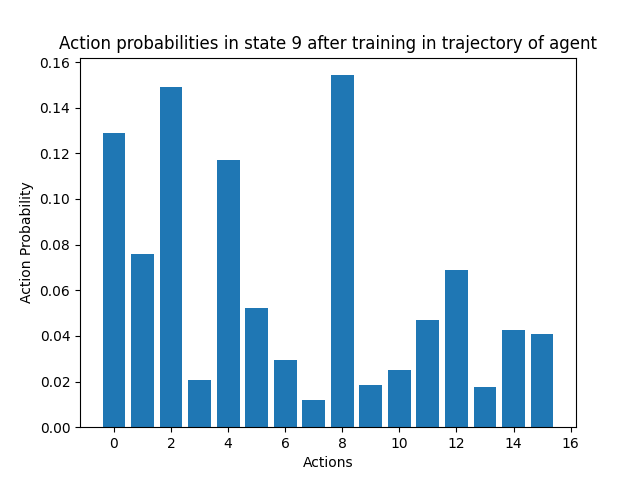 Action probabilities in state 9 after training in trajectory of agent
0.16
0.14
0.12
0.10
0.08
0.06
0.04
0.02
0.00
Action Probability
0 2 4 6 8 10 12 14 16
Actions